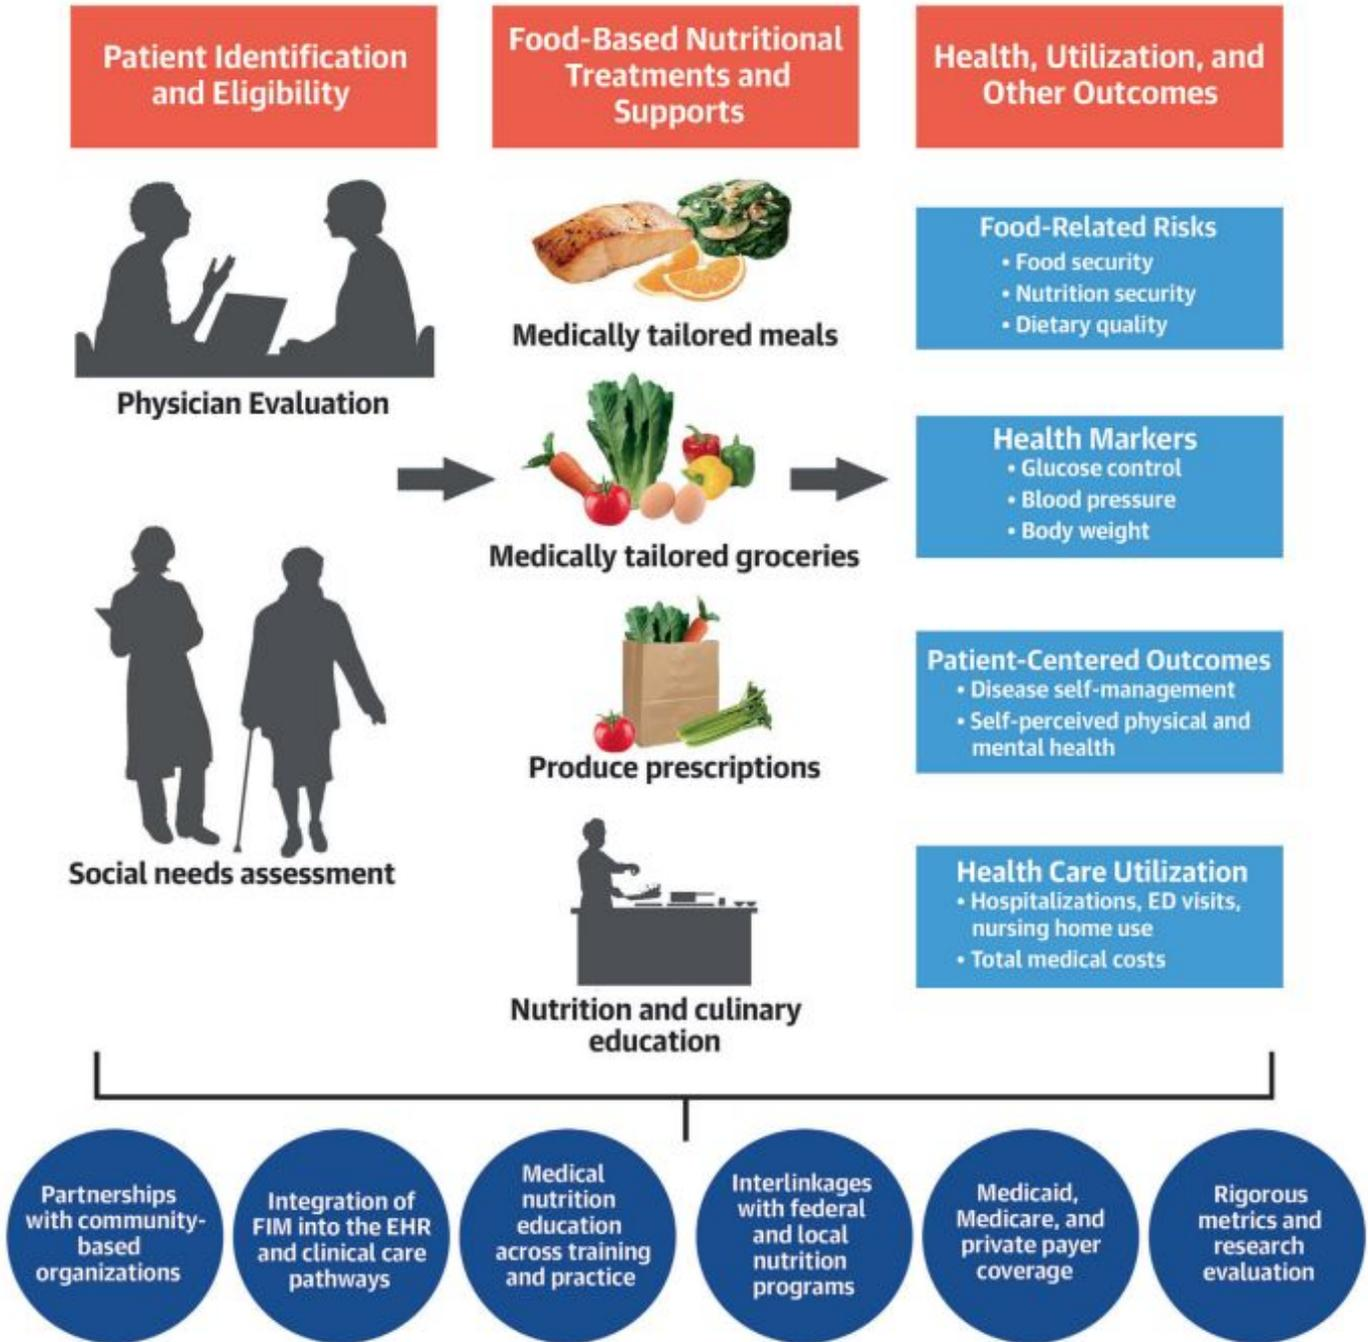 Patient Identification
and Eligibility
Food-Based Nutritional
Treatments and
Supports
Health, Utilization, and
Other Outcomes
Physician Evaluation
Social needs assessment
Medically tailored meals
Medically tailored groceries
Produce prescriptions
Nutrition and culinary
education
Food-Related Risks
• Food security
• Nutrition security
• Dietary quality
Health Markers
• Glucose control
• Blood pressure
• Body weight
Patient-Centered Outcomes
• Disease self-management
• Self-perceived physical and
mental health
Health Care Utilization
• Hospitalizations, ED visits,
nursing home use
• Total medical costs
Partnerships
with community-
based
organizations
Integration of
FIM into the EHR
and clinical care
pathways
Medical
nutrition
education
across training
and practice
Interlinkages
with federal
and local
nutrition
programs
Medicaid,
Medicare, and
private payer
coverage
Rigorous
metrics and
research
evaluation